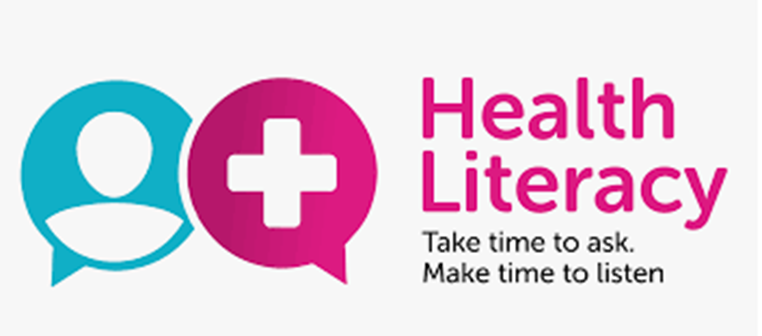 Health
Literacy
Take time to ask.
Make time to listen